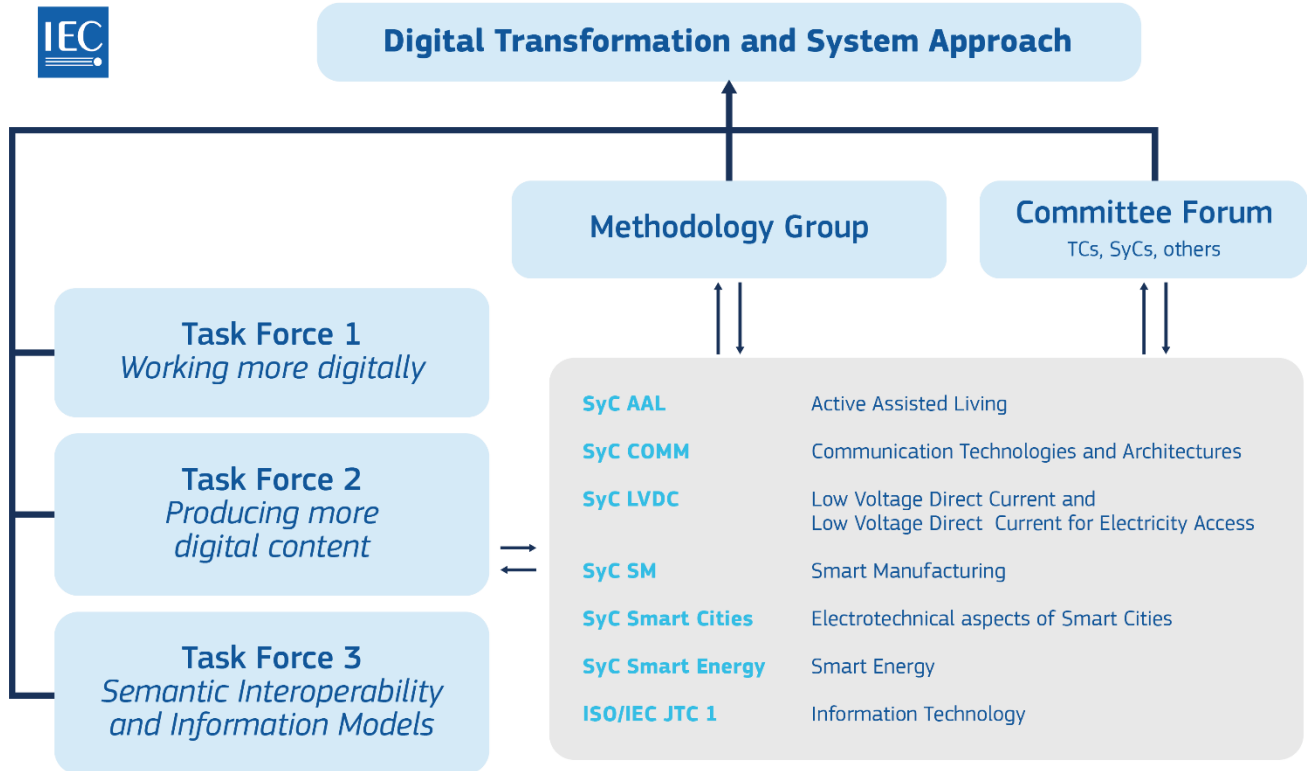 IEC
Digital Transformation and System Approach
Methodology Group
Committee Forum
TCs, SyCs, others
Task Force 1
Working more digitally
Task Force 2
Producing more
digital content
Task Force 3
Semantic Interoperability
and Information Models
SyC AAL Active Assisted Living
SyC COMM Communication Technologies and Architectures
SyC LVDC Low Voltage Direct Current and
Low Voltage Direct Current for Electricity Access
SyC SM Smart Manufacturing
SyC Smart Cities Electrotechnical aspects of Smart Cities
SyC Smart Energy Smart Energy
ISO/IEC JTC 1 Information Technology